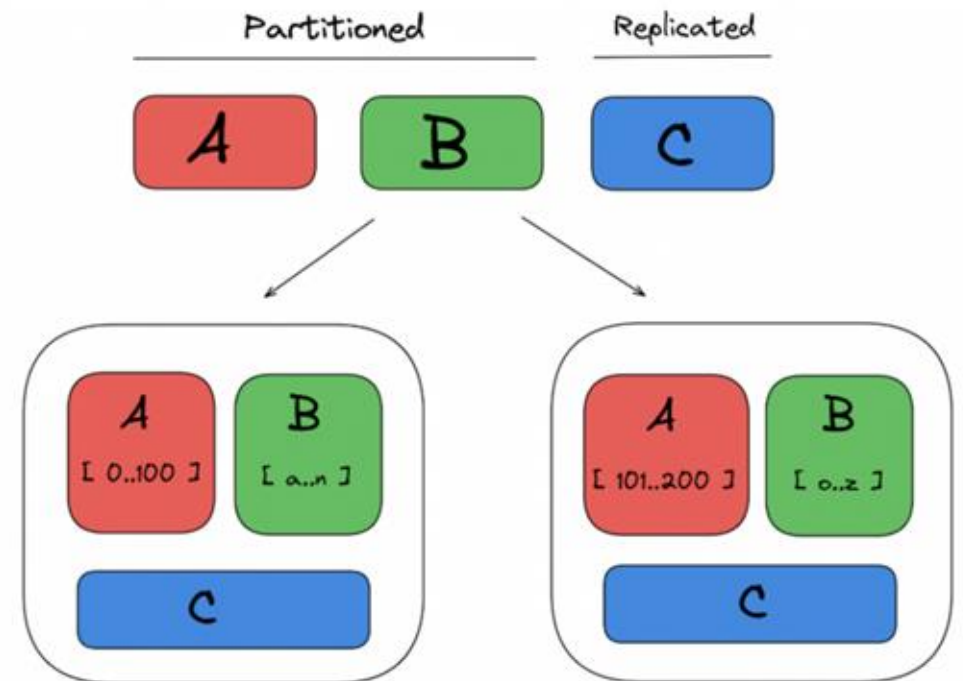 Partitioned
Replicated
A
B
C
A
B
[ 0..100 ]
[ a..n ]
C
A
B
[ 101..200 ]
[ o..z ]
C